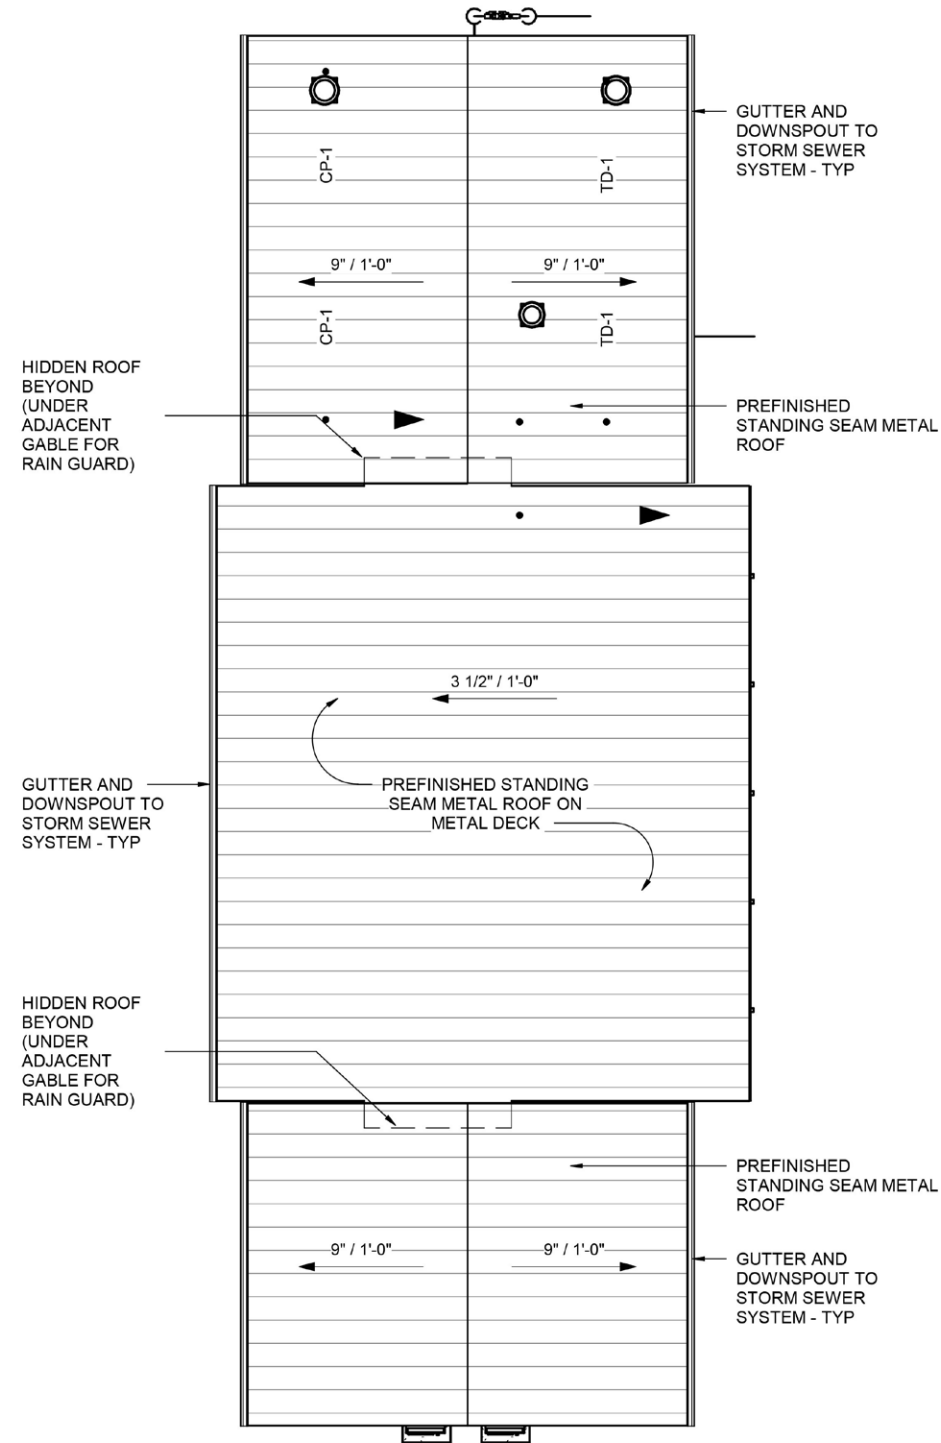 GUTTER AND
DOWNSPOUT TO
STORM SEWER
SYSTEM - TYP
CP-1
TD-1
9" / 1'-0"
9" / 1'-0"
CP-1
TD-1
HIDDEN ROOF
BEYOND
(UNDER
ADJACENT
GABLE FOR
RAIN GUARD)
PREFINISHED
STANDING SEAM METAL
ROOF
3 1/2" / 1'-0"
GUTTER AND
DOWNSPOUT TO
STORM SEWER
SYSTEM - TYP
PREFINISHED STANDING
SEAM METAL ROOF ON
METAL DECK
HIDDEN ROOF
BEYOND
(UNDER
ADJACENT
GABLE FOR
RAIN GUARD)
PREFINISHED
STANDING SEAM METAL
ROOF
9" / 1'-0"
9" / 1'-0"
GUTTER AND
DOWNSPOUT TO
STORM SEWER
SYSTEM - TYP